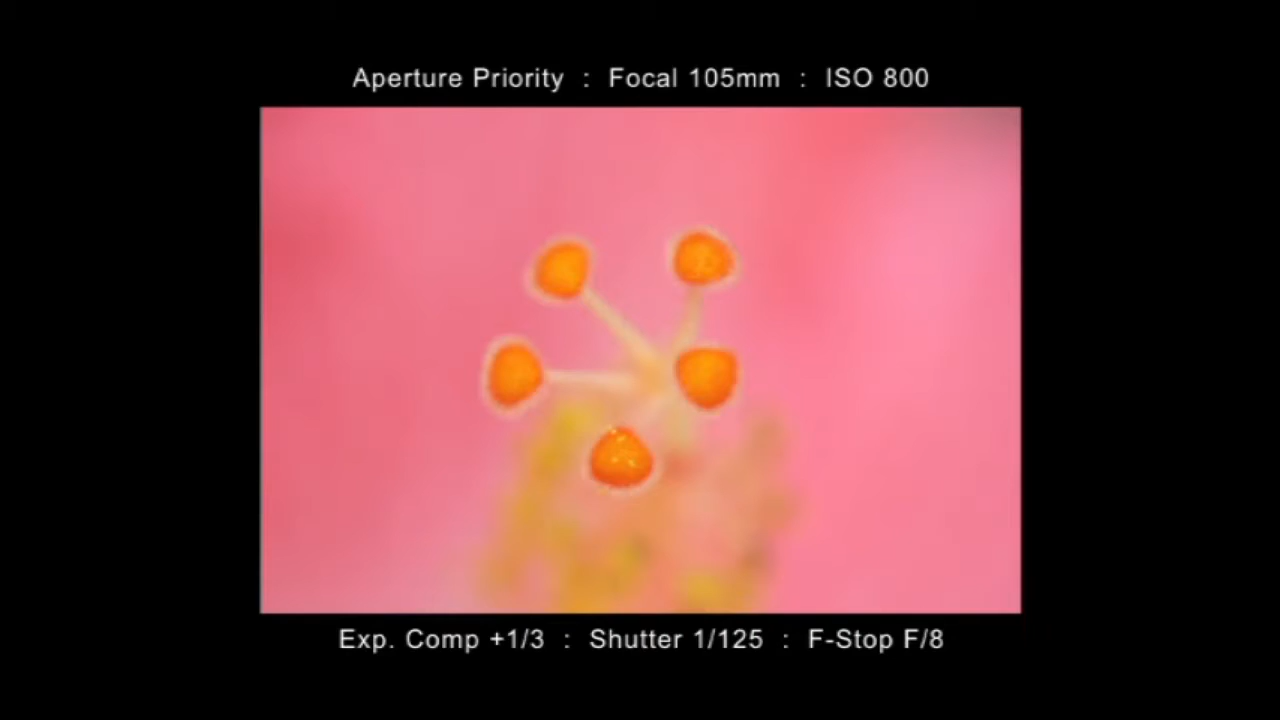 Aperture Priority : Focal 105mm : ISO 800
Exp. Comp +1/3 : Shutter 1/125 : F-Stop F/8